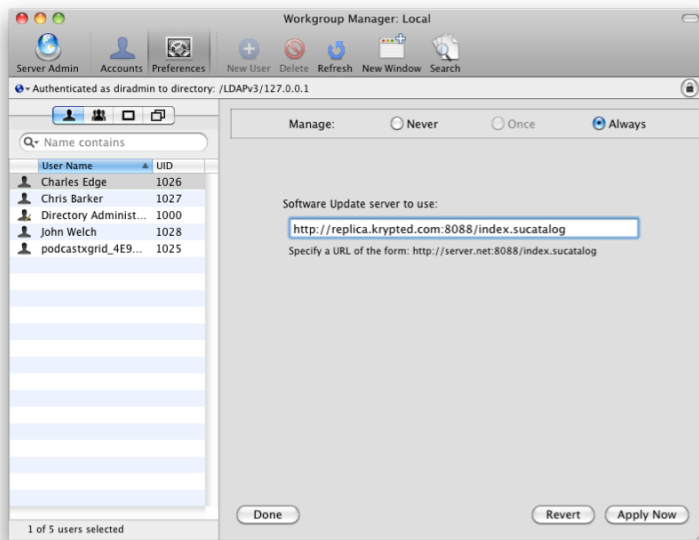 Workgroup Manager: Local
Server Admin Accounts Preferences New User Delete Refresh New Window Search
Authenticated as diradmin to directory: /LDAPv3/127.0.0.1
Name contains
User Name UID
Charles Edge 1026
Chris Barker 1027
Directory Administ... 1000
John Welch 1028
podcastxgrid_4E9... 1025
1 of 5 users selected
Manage: Never Once Always
Software Update server to use:
http://replica.krypted.com:8088/index.sucatalog
Specify a URL of the form: http://server.net:8088/index.sucatalog
Done Revert Apply Now